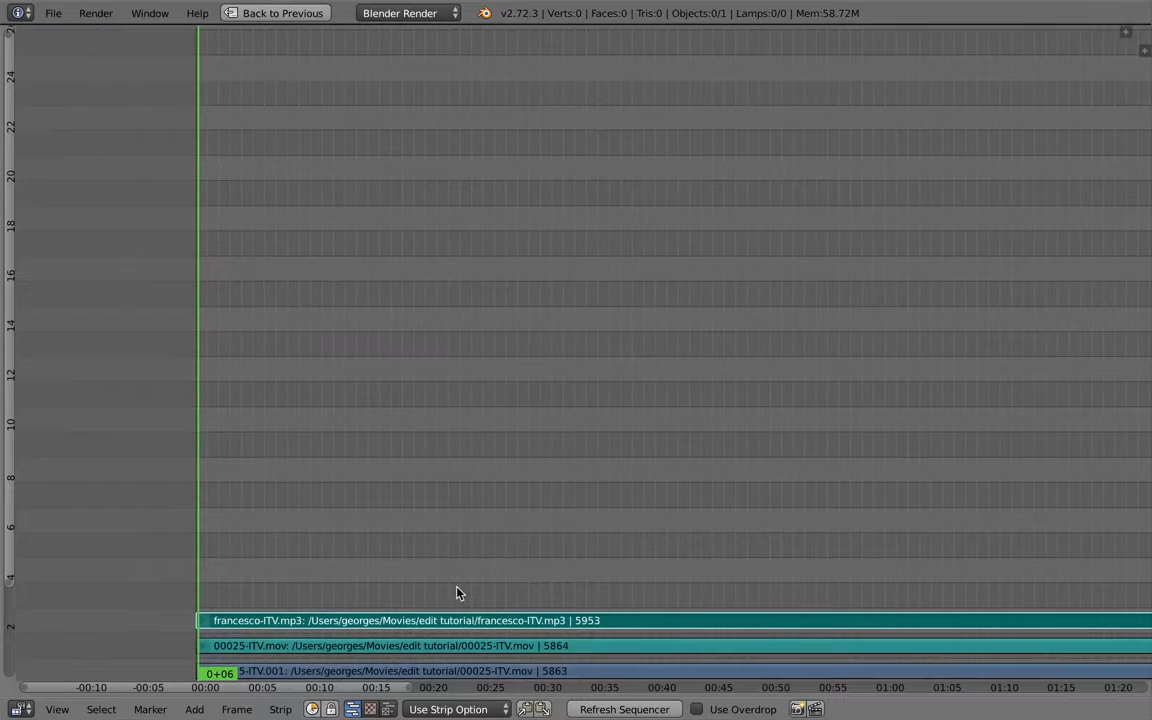 File Render Window Help Back to Previous Blender Render v2.72.3 | Verts:0 | Faces:0 | Tris:0 | Objects:0/1 | Lamps:0/0 | Mem:58.72M
24
22
20
18
16
14
12
10
8
6
4
2
francesco-ITV.mp3: /Users/georges/Movies/edit tutorial/francesco-ITV.mp3 | 5953
00025-ITV.mov: /Users/georges/Movies/edit tutorial/00025-ITV.mov | 5864
0+06 5-ITV.001: /Users/georges/Movies/edit tutorial/00025-ITV.mov | 5863
-00:10 -00:05 00:00 00:05 00:10 00:15 00:20 00:25 00:30 00:35 00:40 00:45 00:50 00:55 01:00 01:05 01:10 01:15 01:20
View Select Marker Add Frame Strip Use Strip Option Refresh Sequencer Use Overdrop